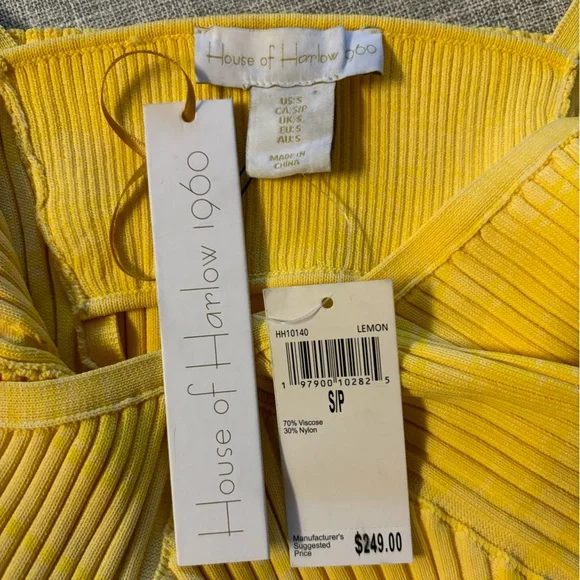 House of Harlow 1960
US:S
CA:S/P
UK:S
EU:S
AU:S
MADE IN
CHINA
House of Harlow 1960
HH10140 LEMON
1 97900 10282 5
S/P
70% Viscose
30% Nylon
Manufacturer's
Suggested
Price
$249.00